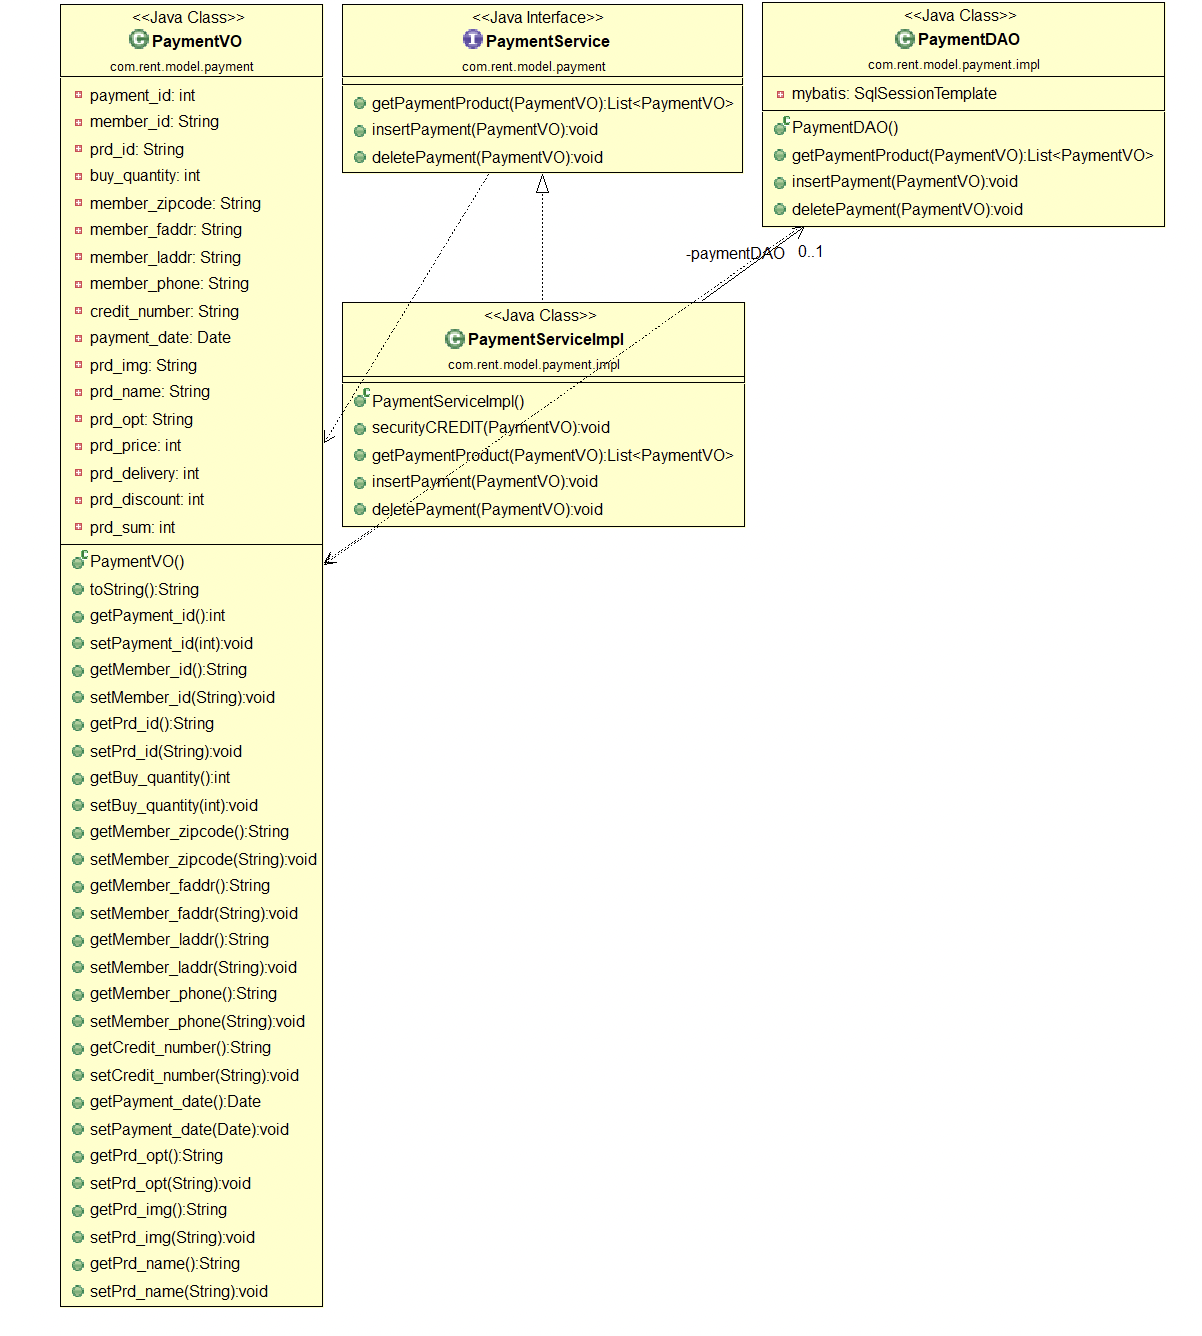 <<Java Class>>
PaymentVO
com.rent.model.payment
payment_id: int
member_id: String
prd_id: String
buy_quantity: int
member_zipcode: String
member_faddr: String
member_laddr: String
member_phone: String
credit_number: String
payment_date: Date
prd_img: String
prd_name: String
prd_opt: String
prd_price: int
prd_delivery: int
prd_discount: int
prd_sum: int
PaymentVO()
toString():String
getPayment_id():int
setPayment_id(int):void
getMember_id():String
setMember_id(String):void
getPrd_id():String
setPrd_id(String):void
getBuy_quantity():int
setBuy_quantity(int):void
getMember_zipcode():String
setMember_zipcode(String):void
getMember_faddr():String
setMember_faddr(String):void
getMember_laddr():String
setMember_laddr(String):void
getMember_phone():String
setMember_phone(String):void
getCredit_number():String
setCredit_number(String):void
getPayment_date():Date
setPayment_date(Date):void
getPrd_opt():String
setPrd_opt(String):void
getPrd_img():String
setPrd_img(String):void
getPrd_name():String
setPrd_name(String):void
<<Java Interface>>
PaymentService
com.rent.model.payment
getPaymentProduct(PaymentVO):List<PaymentVO>
insertPayment(PaymentVO):void
deletePayment(PaymentVO):void
<<Java Class>>
PaymentDAO
com.rent.model.payment.impl
mybatis: SqlSessionTemplate
PaymentDAO()
getPaymentProduct(PaymentVO):List<PaymentVO>
insertPayment(PaymentVO):void
deletePayment(PaymentVO):void
-paymentDAO 0..1
<<Java Class>>
PaymentServiceImpl
com.rent.model.payment.impl
PaymentServiceImpl()
securityCREDIT(PaymentVO):void
getPaymentProduct(PaymentVO):List<PaymentVO>
insertPayment(PaymentVO):void
deletePayment(PaymentVO):void